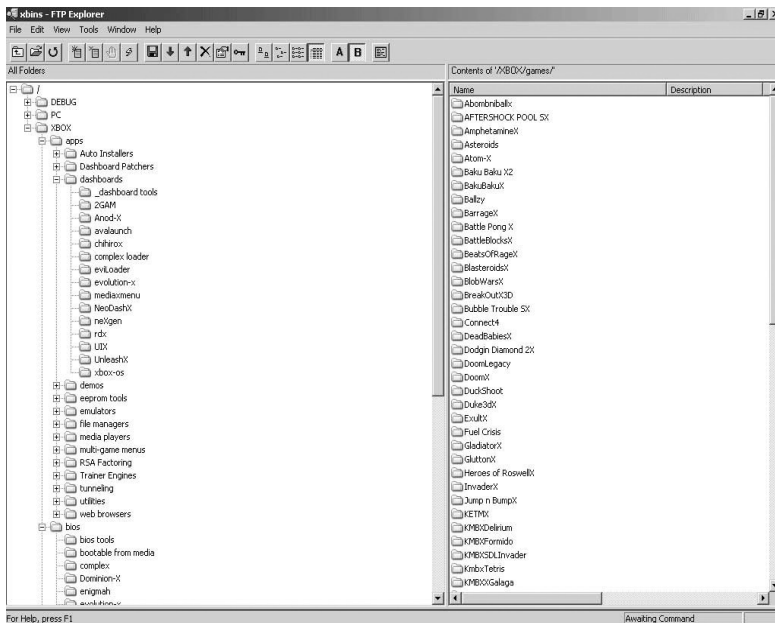 xbins - FTP Explorer
File Edit View Tools Window Help
A B
All Folders
Contents of '/XBOX/games/'
/
DEBUG
PC
XBOX
apps
Auto Installers
Dashboard Patchers
dashboards
_dashboard tools
2GAM
Anod-X
avalaunch
chihirox
complex loader
eviLoader
evolution-x
mediaxmenu
NeoDashX
neXgen
rdx
UIX
UnleashX
xbox-os
demos
eeprom tools
emulators
file managers
media players
multi-game menus
RSA Factoring
Trainer Engines
tunneling
utilities
web browsers
bios
bios tools
bootable from media
complex
Dominion-X
enigmah
evolution-x
Name Description
Abombniballx
AFTERSHOCK POOL SX
AmphetamineX
Asteroids
Atom-X
Baku Baku X2
BakuBakuX
Ballzy
BarrageX
Battle Pong X
BattleBlocksX
BeatsOfRageX
BlasteroidsX
BlobWarsX
BreakOutX3D
Bubble Trouble SX
Connect4
DeadBabiesX
Dodgin Diamond 2X
DoomLegacy
DoomX
DuckShoot
Duke3dX
ExultX
Fuel Crisis
GladiatorX
GluttonX
Heroes of RoswellX
InvaderX
Jump n BumpX
KETMX
KMBXDelirium
KMBXFormido
KMBXSDLInvader
KmbxTetris
KMBXXGalaga
For Help, press F1
Awaiting Command